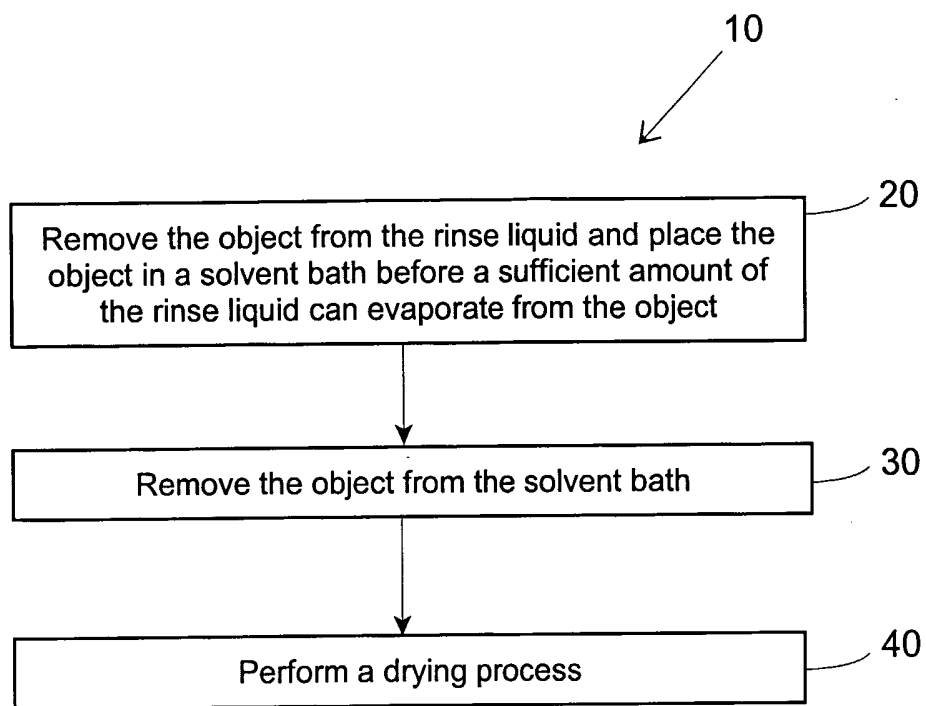 10
20
Remove the object from the rinse liquid and place the
object in a solvent bath before a sufficient amount of
the rinse liquid can evaporate from the object
30
Remove the object from the solvent bath
40
Perform a drying process